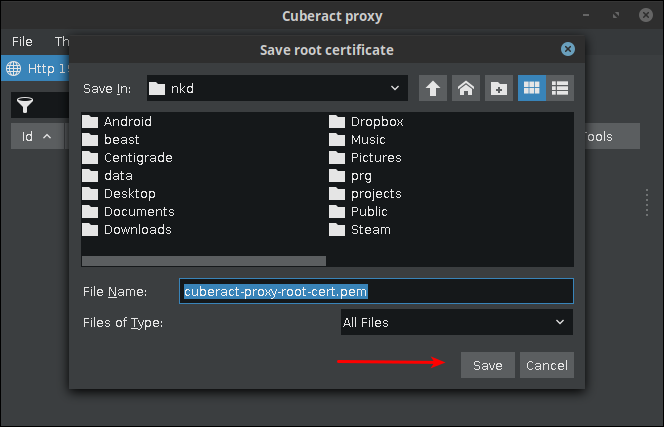 Cuberact proxy
File Th
Save root certificate
Http 1
Save In: nkd
Android
beast
Centigrade
data
Desktop
Documents
Downloads
Dropbox
Music
Pictures
prg
projects
Public
Steam
Id
ools
File Name: cuberact-proxy-root-cert.pem
Files of Type: All Files
Save Cancel